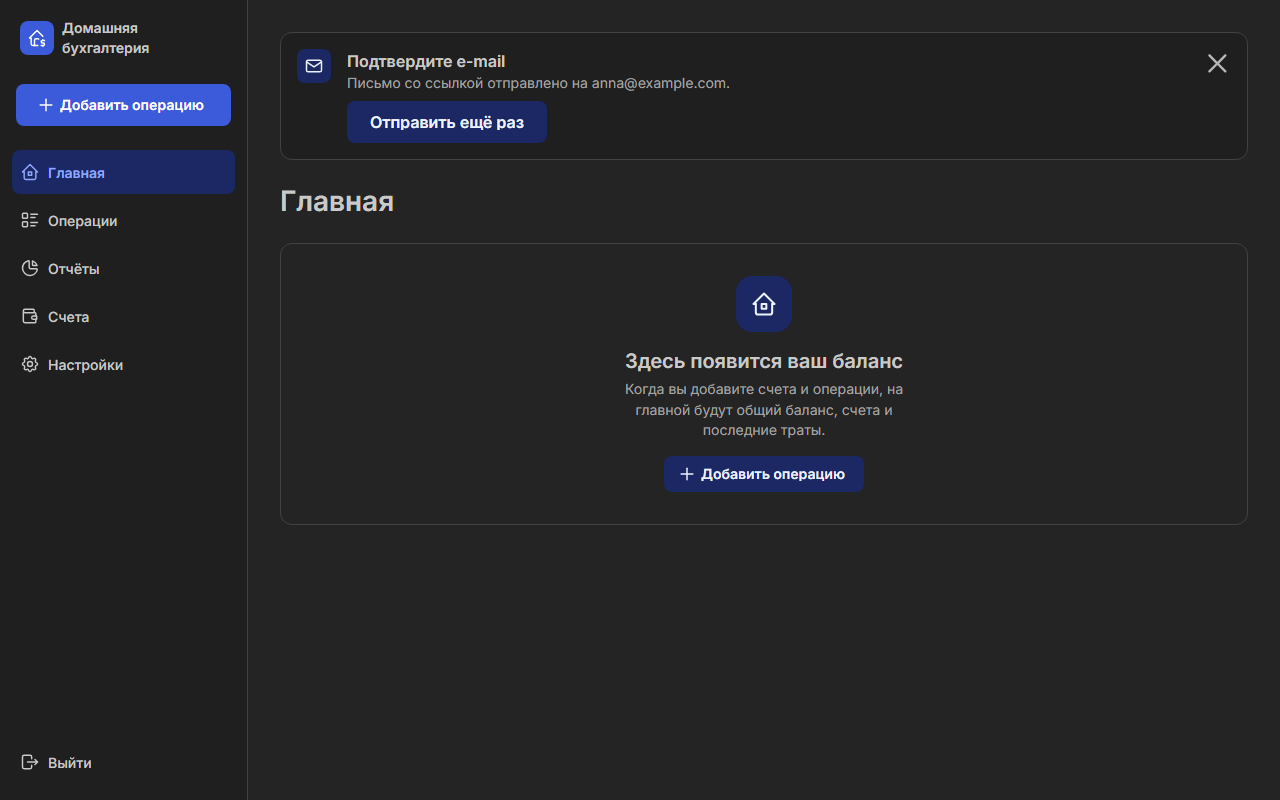 Домашняя
бухгалтерия
Добавить операцию
Главная
Операции
Отчёты
Счета
Настройки
Выйти
Подтвердите e-mail
Письмо со ссылкой отправлено на anna@example.com.
Отправить ещё раз
Главная
Здесь появится ваш баланс
Когда вы добавите счета и операции, на
главной будут общий баланс, счета и
последние траты.
Добавить операцию